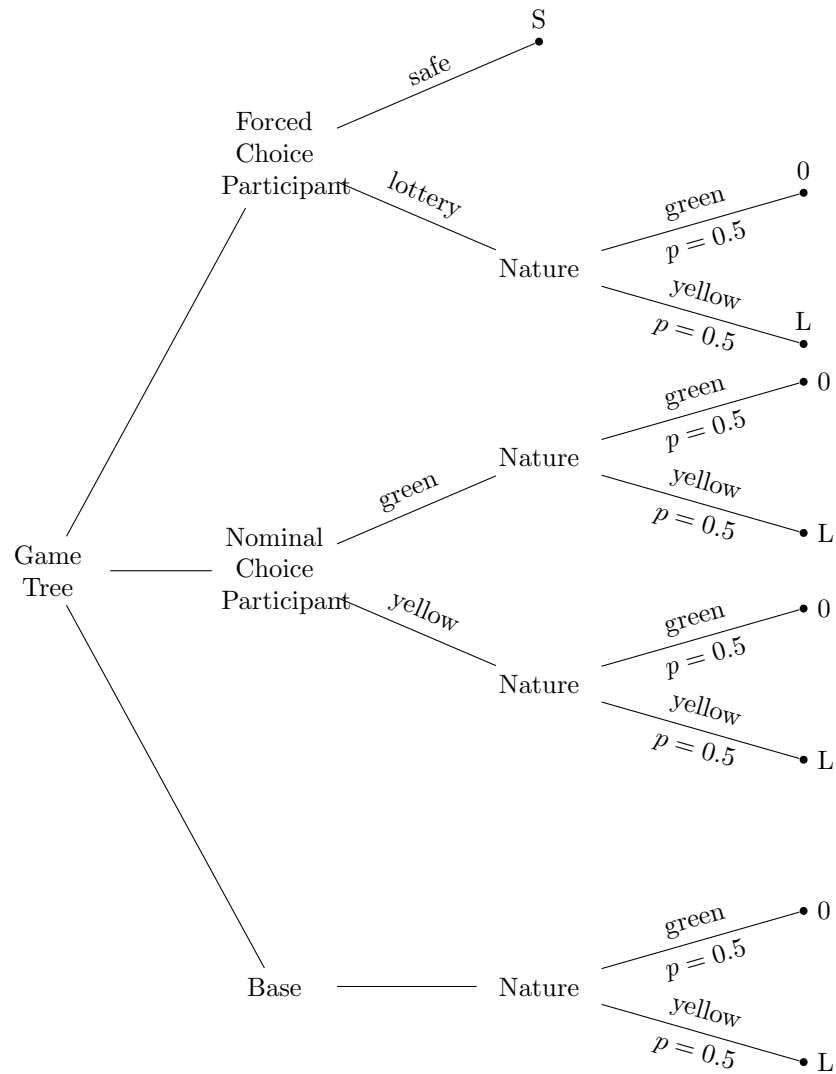 S
safe
Forced
Choice
Participant
lottery
0
green
p = 0.5
Nature
yellow
p = 0.5
L
green
p = 0.5
0
Nature
yellow
p = 0.5
L
green
Nominal
Choice
Participant
yellow
Game
Tree
green
p = 0.5
0
Nature
yellow
p = 0.5
L
green
p = 0.5
0
Base
Nature
yellow
p = 0.5
L